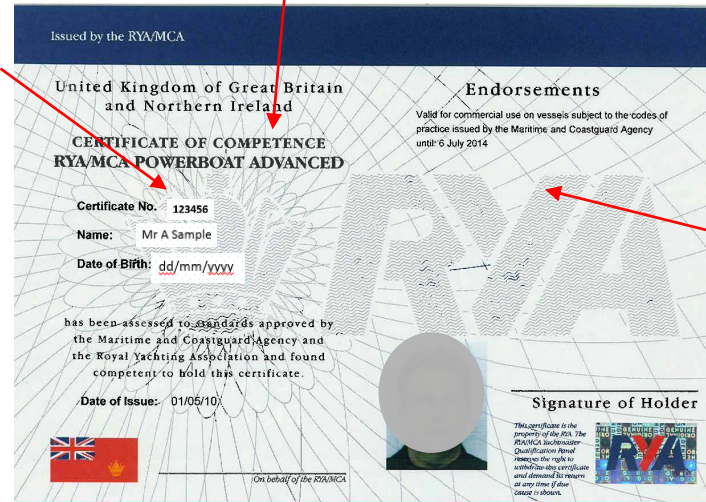 Issued by the RYA/MCA
United Kingdom of Great Britain
and Northern Ireland
CERTIFICATE OF COMPETENCE
RYA/MCA POWERBOAT ADVANCED
Certificate No. 123456
Name: Mr A Sample
Date of Birth: dd/mm/yyyy
has been assessed to standards approved by
the Maritime and Coastguard Agency and
the Royal Yachting Association and found
competent to hold this certificate.
Date of Issue: 01/05/10
On behalf of the RYA/MCA
Endorsements
Valid for commercial use on vessels subject to the codes of
practice issued by the Maritime and Coastguard Agency
until: 6 July 2014
RYA
Signature of Holder
This certificate is the
property of the RYA. The
RYA/MCA Yachtmaster
Qualification Panel
reserves the right to
withdraw this certificate
and demand its return
at any time if due
cause is shown.
GENUINE GENUINE
RYA